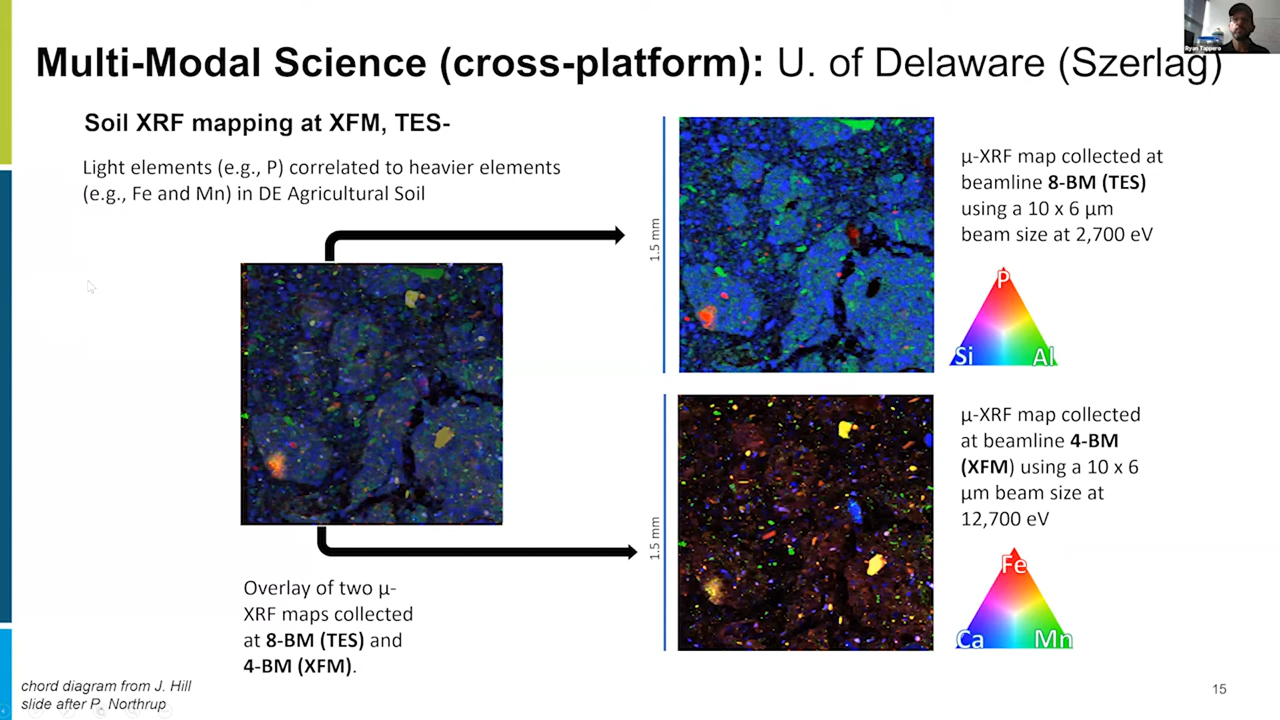 Multi-Modal Science (cross-platform): U. of Delaware (Szerlag)
Ryan Tappero
Soil XRF mapping at XFM, TES-
Light elements (e.g., P) correlated to heavier elements
(e.g., Fe and Mn) in DE Agricultural Soil
1.5 mm
μ-XRF map collected at
beamline 8-BM (TES)
using a 10 x 6 μm
beam size at 2,700 eV
P
Si
Al
1.5 mm
μ-XRF map collected
at beamline 4-BM
(XFM) using a 10 x 6
μm beam size at
12,700 eV
Fe
Ca
Mn
Overlay of two μ-
XRF maps collected
at 8-BM (TES) and
4-BM (XFM).
chord diagram from J. Hill
slide after P. Northrup
15